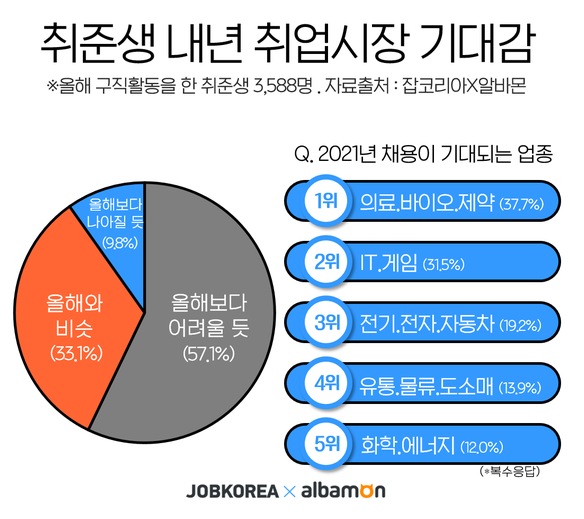 취준생 내년 취업시장 기대감
※올해 구직활동을 한 취준생 3,588명 . 자료출처 : 잡코리아X알바몬
올해보다
나아질 듯
(9.8%)
올해와
비슷
(33.1%)
올해보다
어려울 듯
(57.1%)
Q. 2021년 채용이 기대되는 업종
1위 의료.바이오.제약 (37.7%)
2위 IT.게임 (31.5%)
3위 전기.전자.자동차 (19.2%)
4위 유통.물류.도소매 (13.9%)
5위 화학.에너지 (12.0%)
(*복수응답)
JOBKOREA × albamon